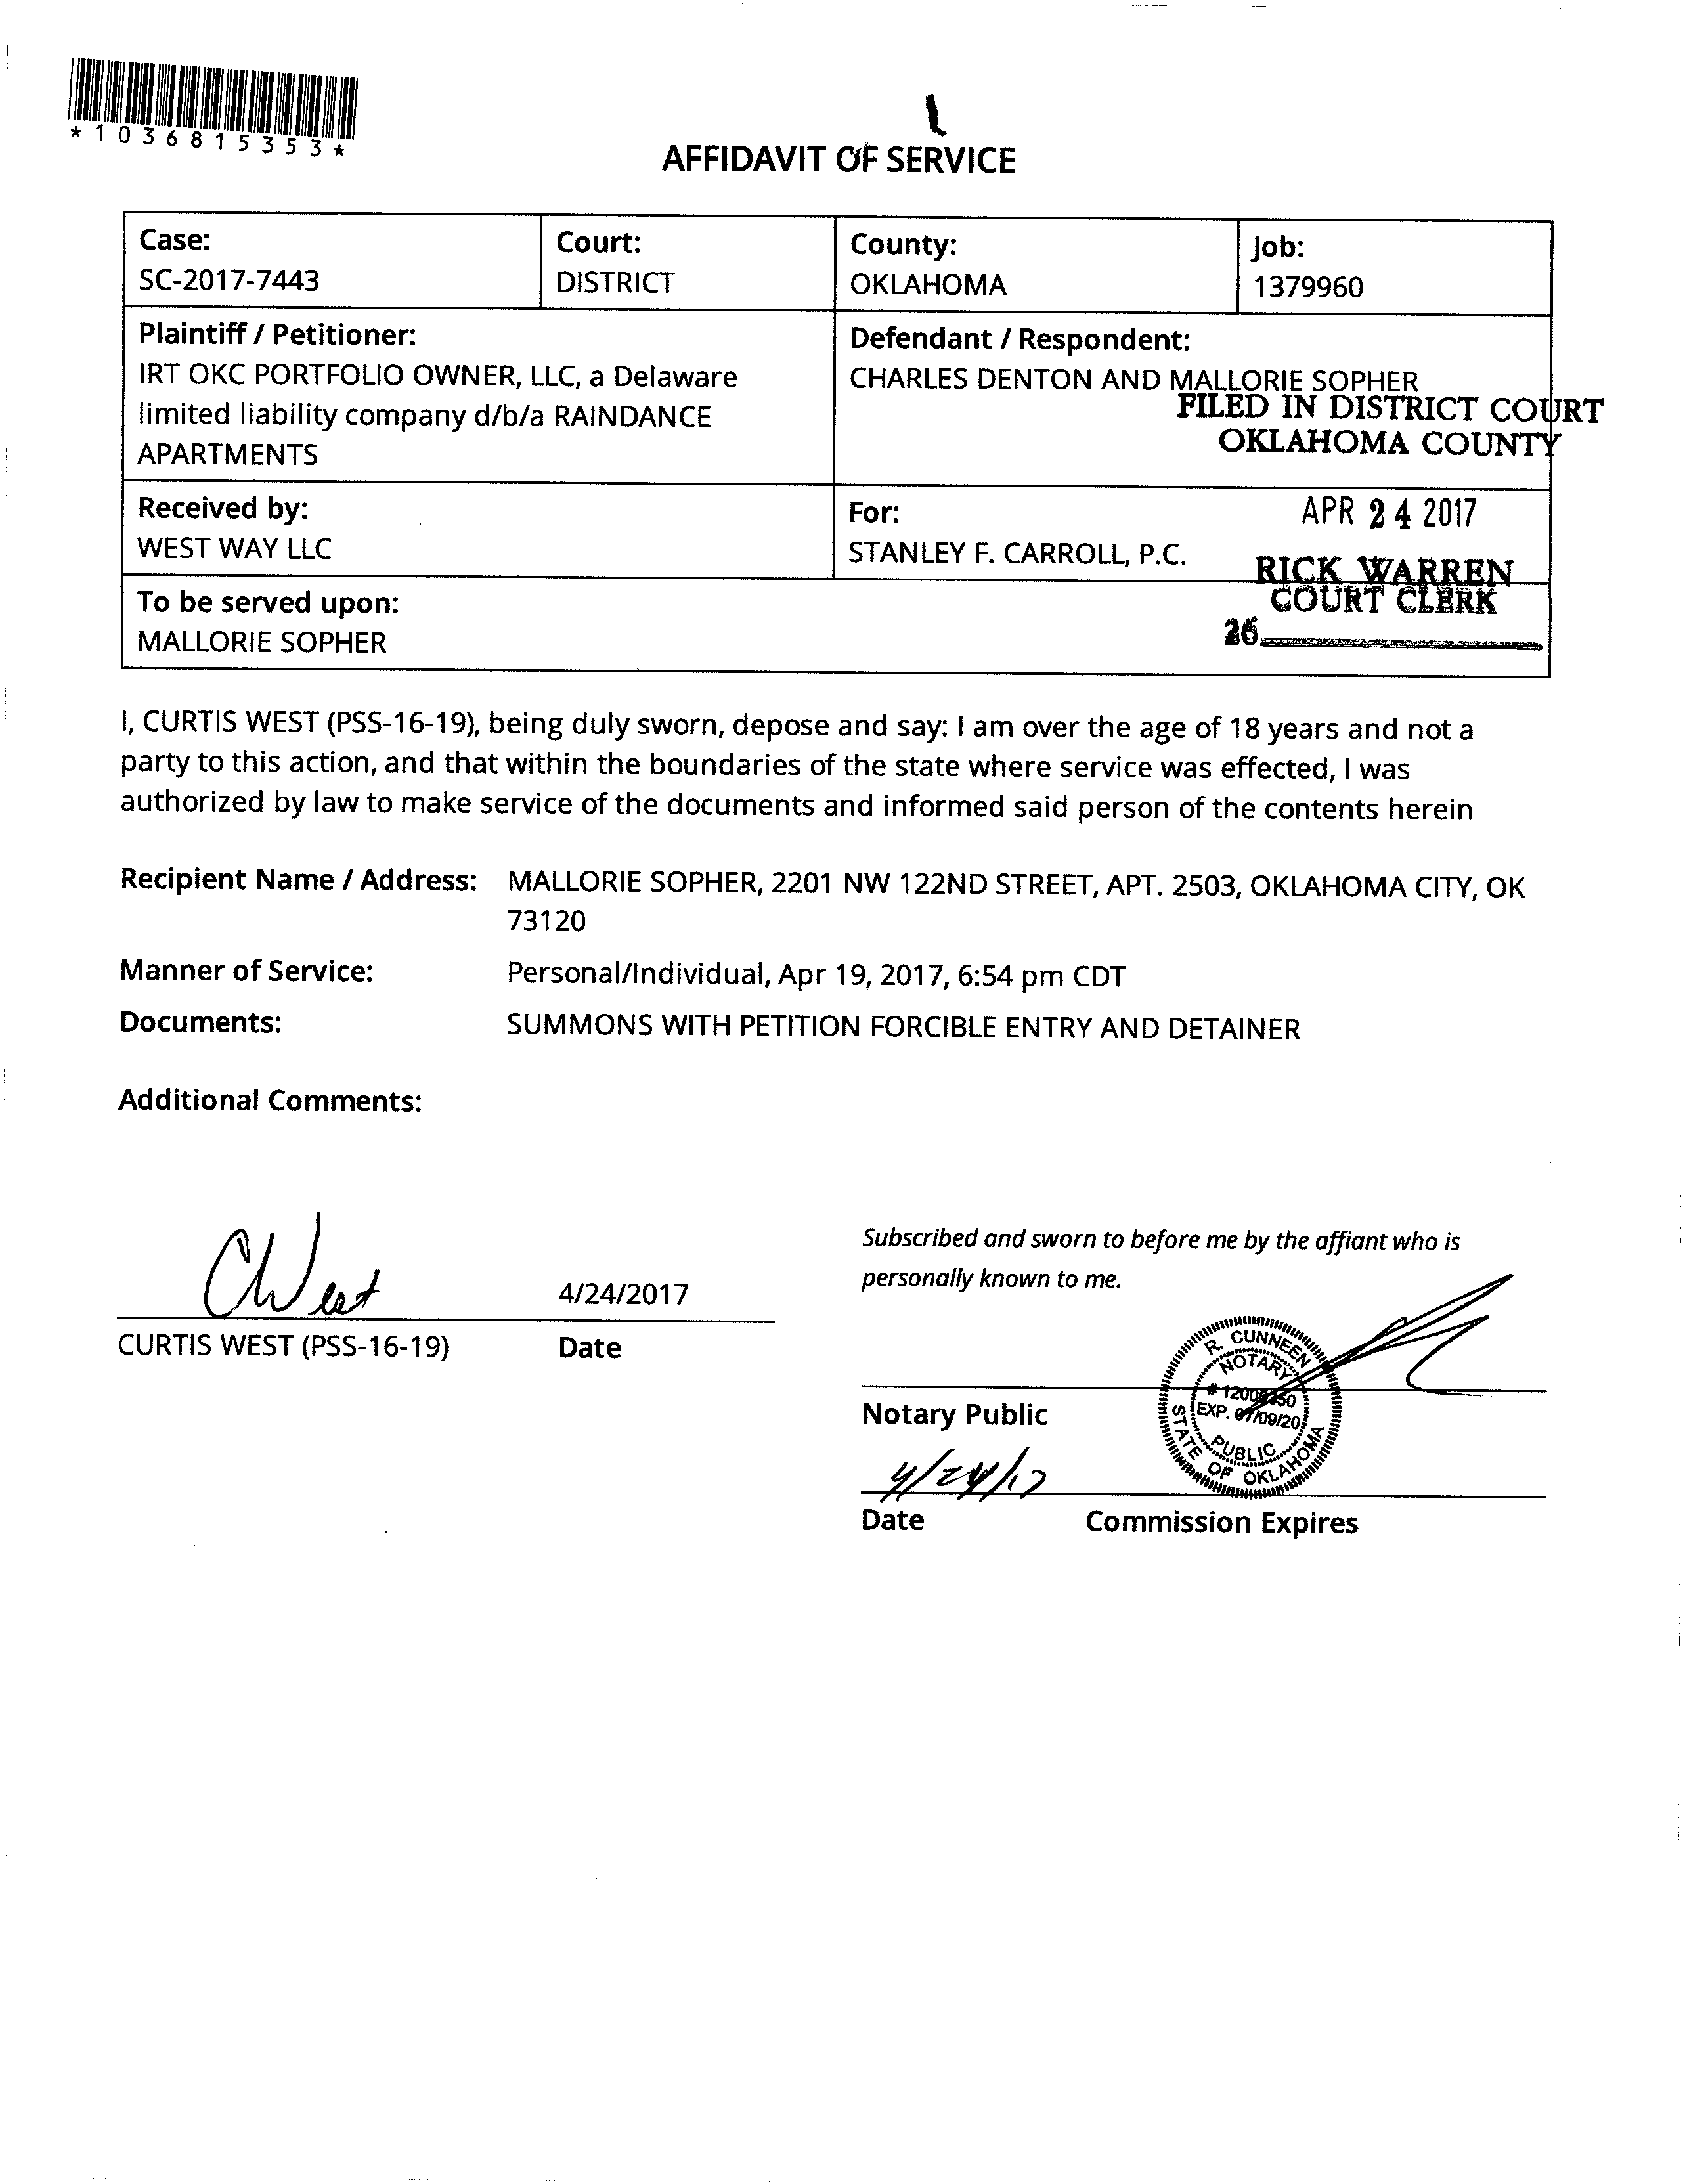 *1036815353*
AFFIDAVIT OF SERVICE
Case:
SC-2017-7443
Court:
DISTRICT
County:
OKLAHOMA
Job:
1379960
Plaintiff / Petitioner:
IRT OKC PORTFOLIO OWNER, LLC, a Delaware
limited liability company d/b/a RAINDANCE
APARTMENTS
Defendant / Respondent:
CHARLES DENTON AND MALLORIE SOPHER
FILED IN DISTRICT COURT
OKLAHOMA COUNTY
Received by:
WEST WAY LLC
For:
STANLEY F. CARROLL, P.C.
APR 24 2017
RICK WARREN
COURT CLERK
26
To be served upon:
MALLORIE SOPHER
I, CURTIS WEST (PSS-16-19), being duly sworn, depose and say: I am over the age of 18 years and not a
party to this action, and that within the boundaries of the state where service was effected, I was
authorized by law to make service of the documents and informed said person of the contents herein
Recipient Name / Address: MALLORIE SOPHER, 2201 NW 122ND STREET, APT. 2503, OKLAHOMA CITY, OK
73120
Manner of Service: Personal/Individual, Apr 19, 2017, 6:54 pm CDT
Documents: SUMMONS WITH PETITION FORCIBLE ENTRY AND DETAINER
Additional Comments:
CWest
4/24/2017
CURTIS WEST (PSS-16-19)
Date
Subscribed and sworn to before me by the affiant who is
personally known to me.
R. CUNNEEN
NOTARY
EXP.
PUBLIC
STATE OF OKLAHOMA
Notary Public
4/24/17
Date
Commission Expires